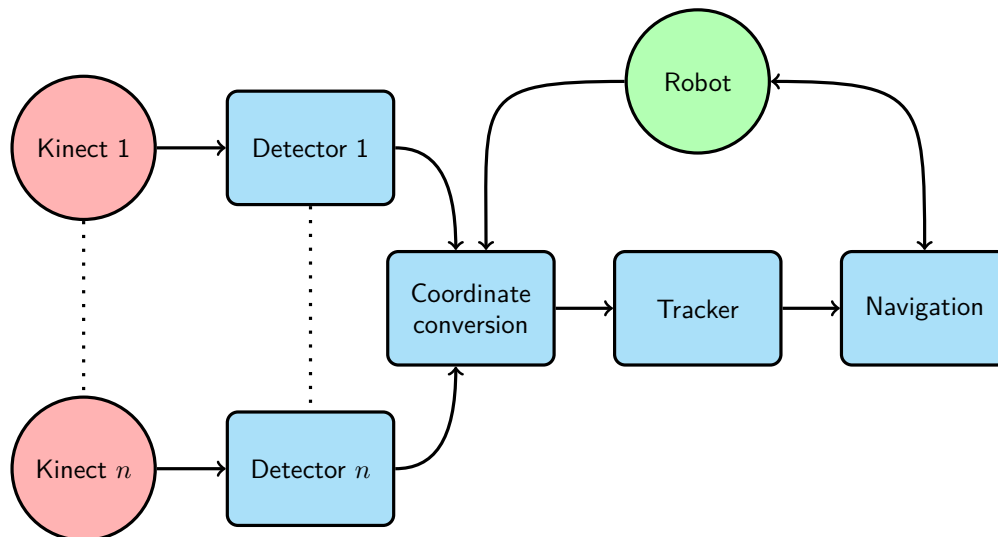 Robot
Kinect 1
Detector 1
Coordinate
conversion
Tracker
Navigation
Kinect n
Detector n